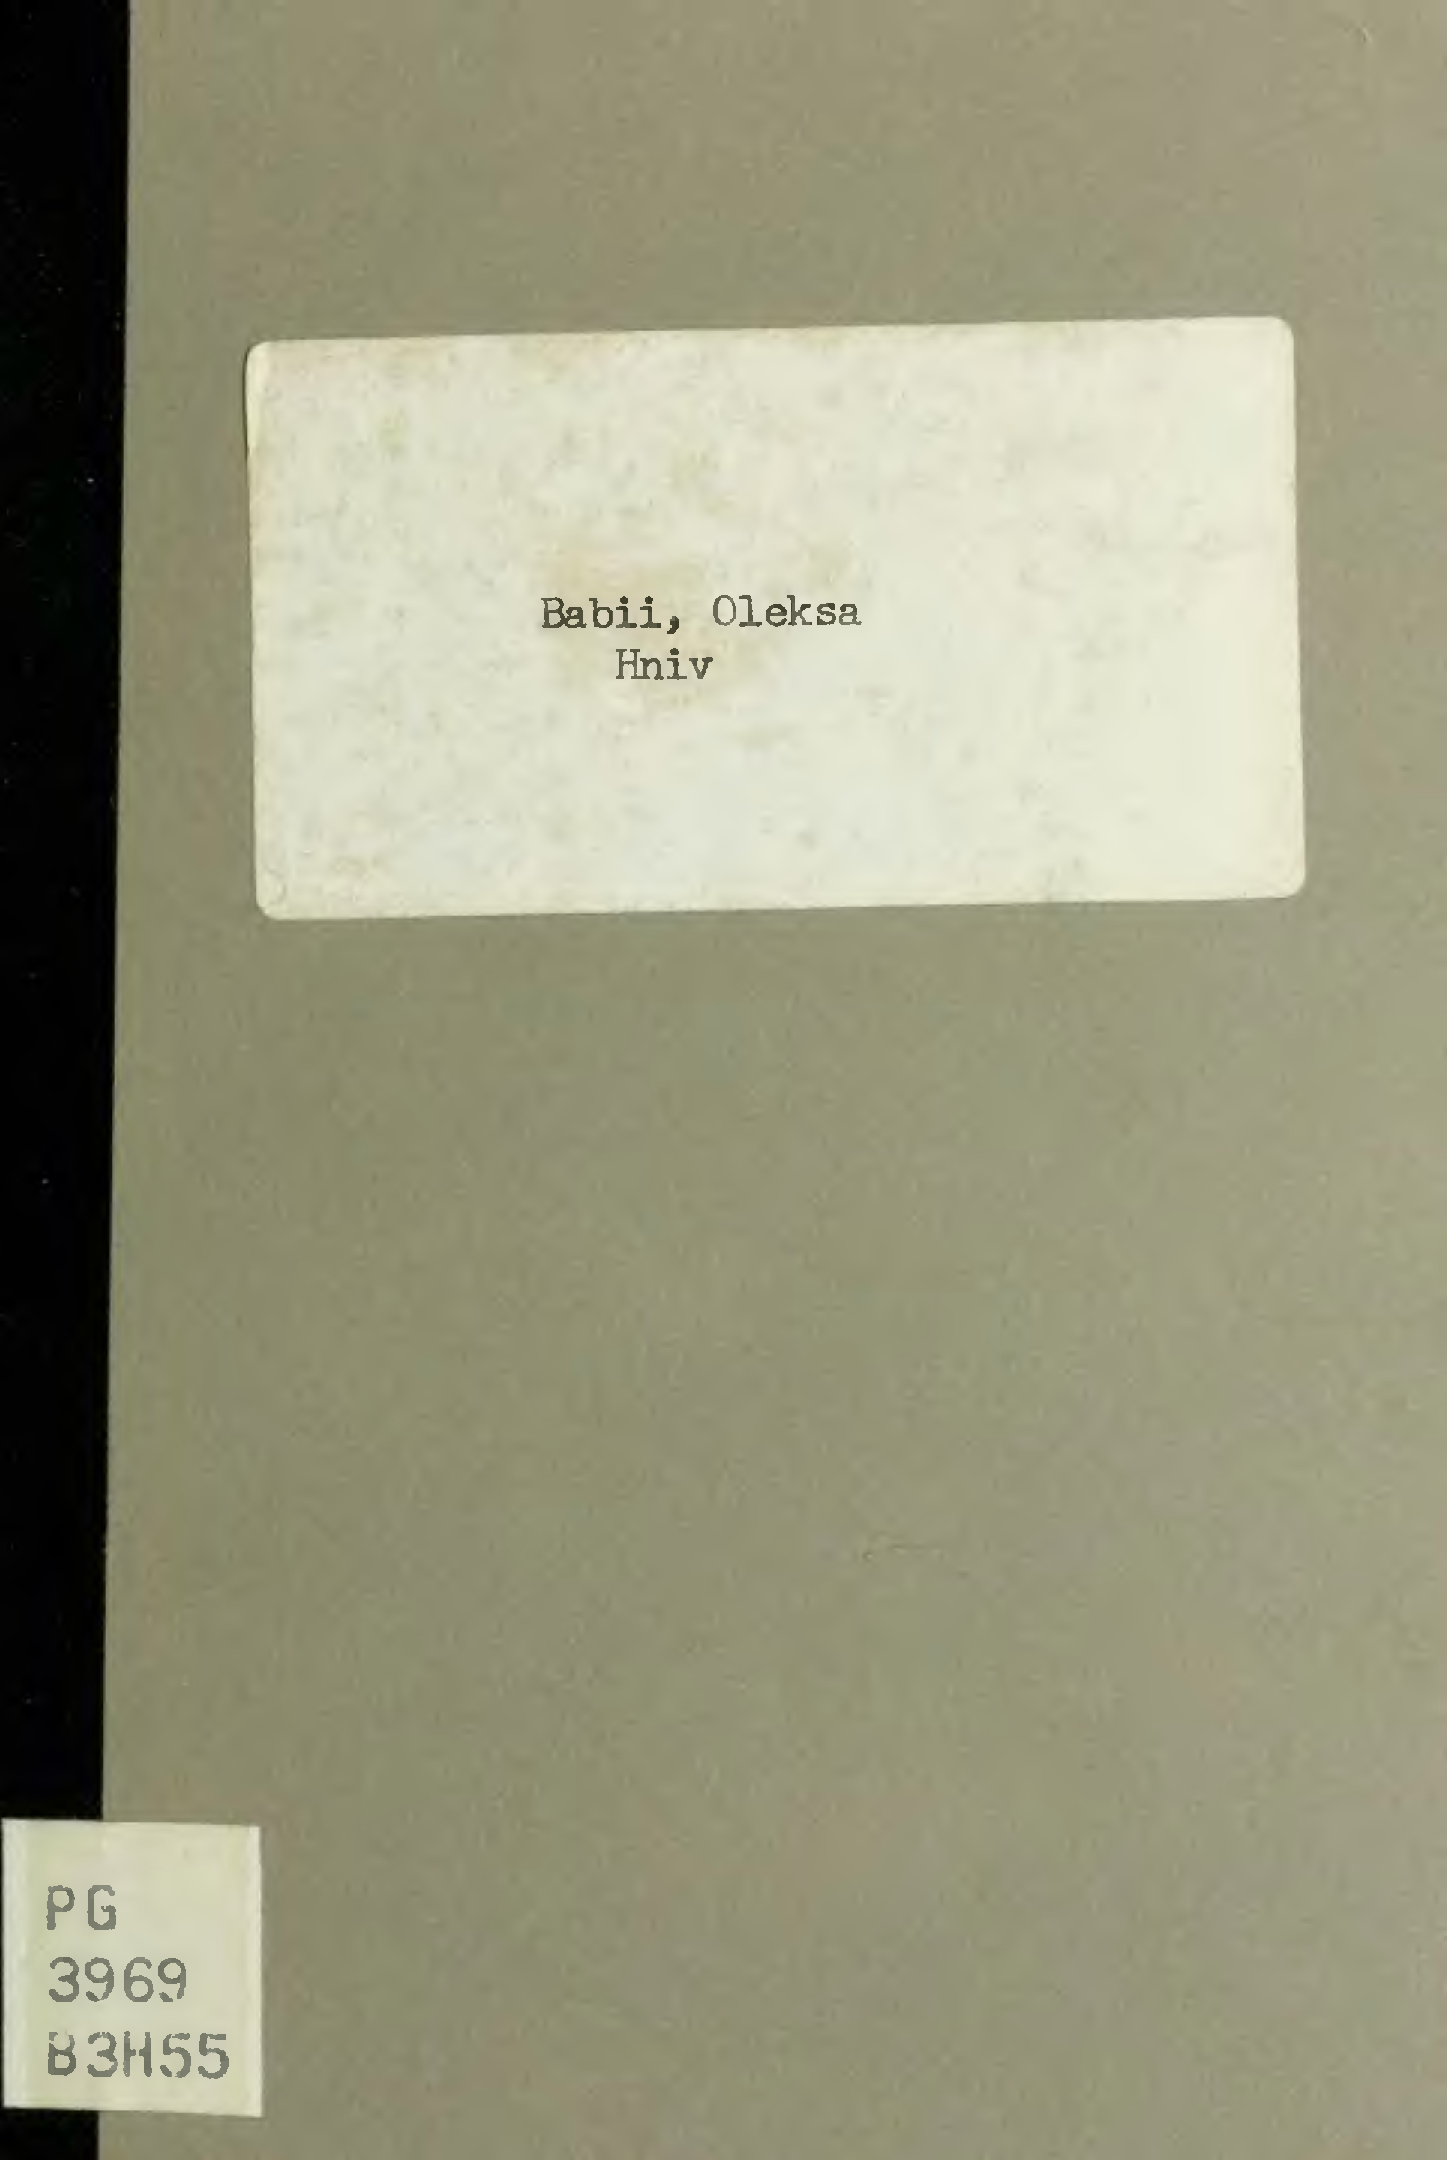 Babii, Oleksa
Hniv
PG
3969
B3H55